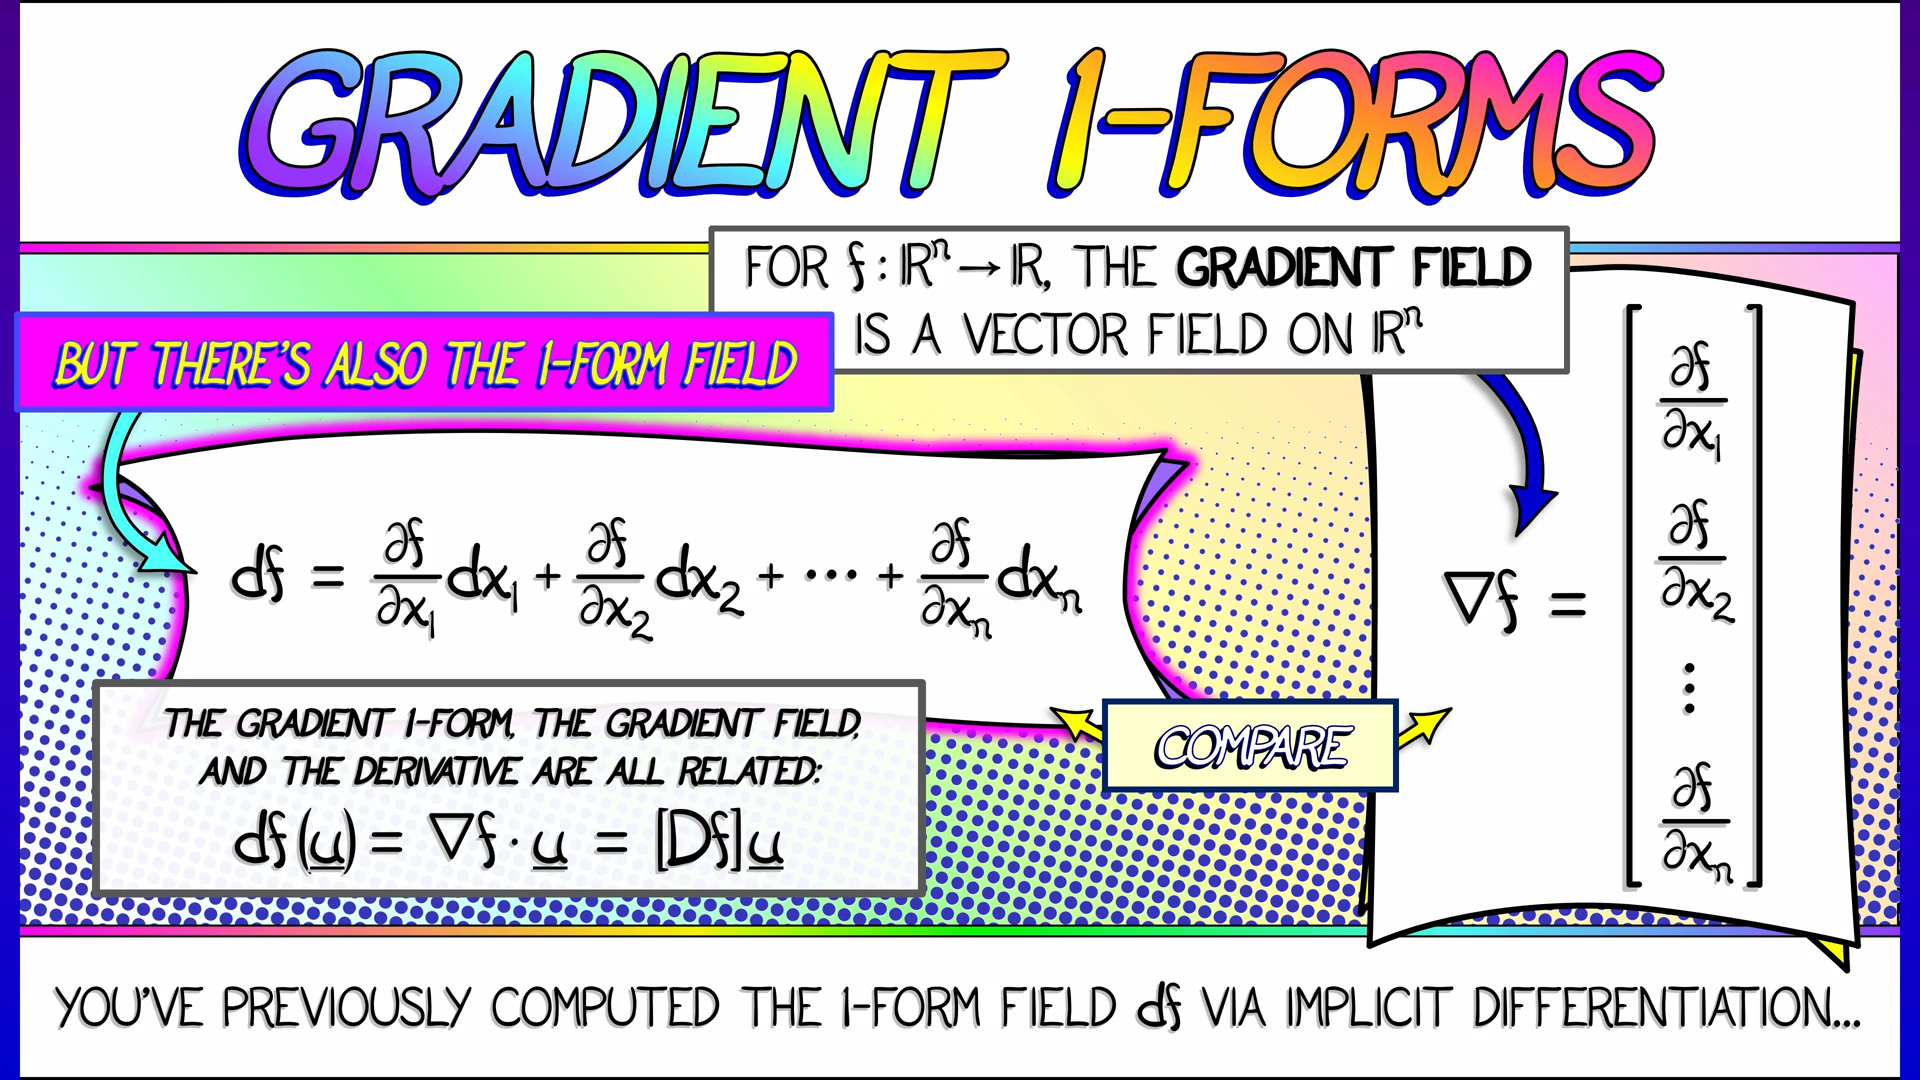 GRADIENT 1-FORMS
FOR f : ℝⁿ → ℝ, THE GRADIENT FIELD
IS A VECTOR FIELD ON ℝⁿ
BUT THERE'S ALSO THE 1-FORM FIELD
df = ∂f/∂x₁ dx₁ + ∂f/∂x₂ dx₂ + ··· + ∂f/∂xₙ dxₙ
∇f = [ ∂f/∂x₁
∂f/∂x₂
⋮
∂f/∂xₙ ]
COMPARE
THE GRADIENT 1-FORM, THE GRADIENT FIELD,
AND THE DERIVATIVE ARE ALL RELATED:
df(u̲) = ∇f · u̲ = [Df]u̲
YOU'VE PREVIOUSLY COMPUTED THE 1-FORM FIELD df VIA IMPLICIT DIFFERENTIATION...